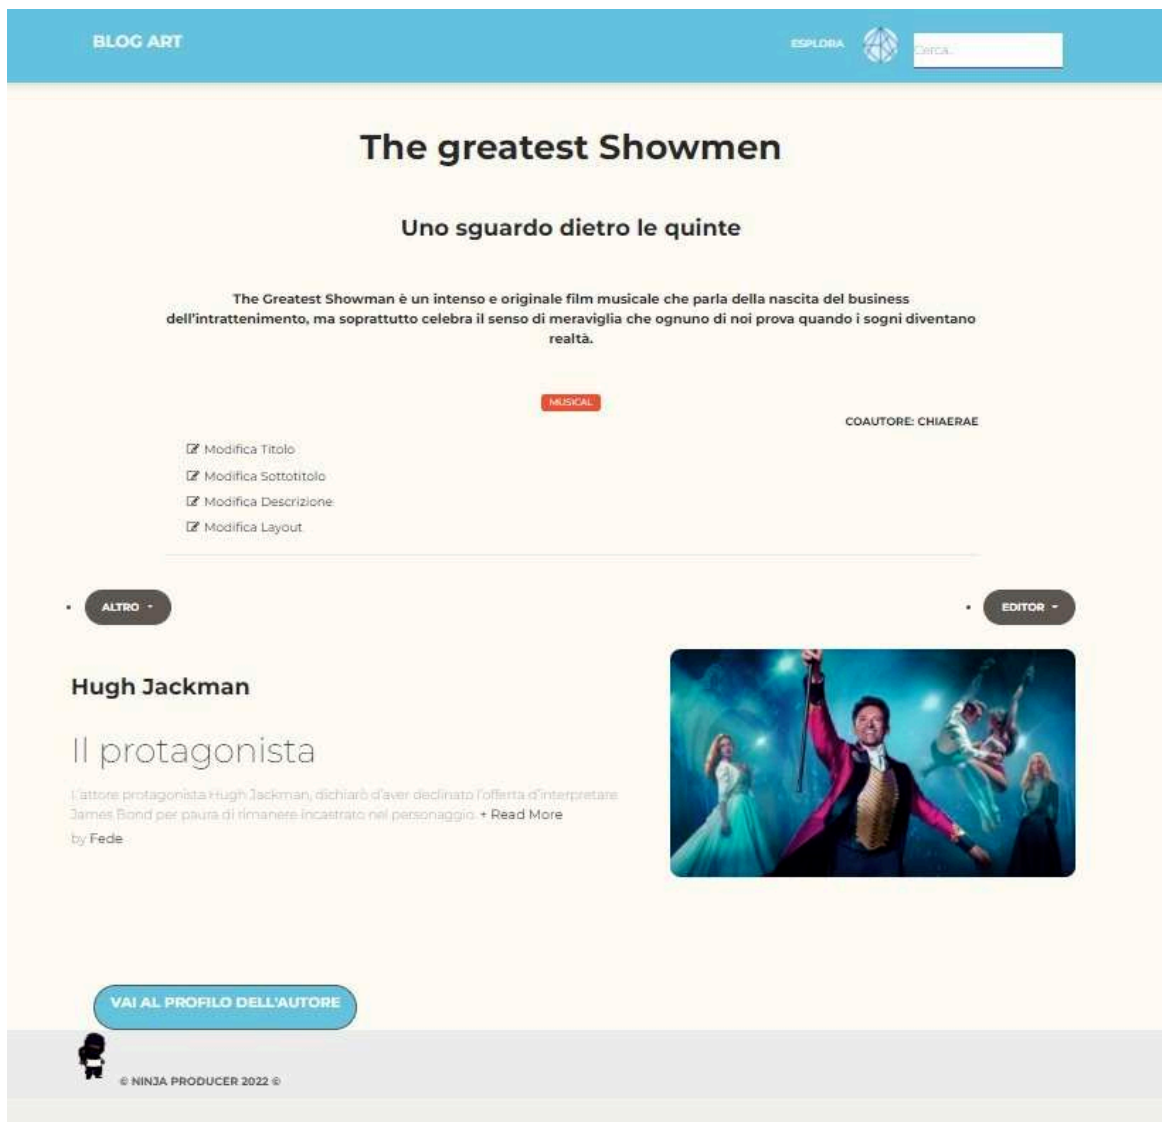 BLOG ART
ESPLORA
Cerca..
The greatest Showmen
Uno sguardo dietro le quinte
The Greatest Showman è un intenso e originale film musicale che parla della nascita del business
dell'intrattenimento, ma soprattutto celebra il senso di meraviglia che ognuno di noi prova quando i sogni diventano
realtà.
MUSICAL
COAUTORE: CHIAERAE
Modifica Titolo
Modifica Sottotitolo
Modifica Descrizione
Modifica Layout
ALTRO
EDITOR
Hugh Jackman
Il protagonista
L'attore protagonista Hugh Jackman, dichiarò d'aver declinato l'offerta d'interpretare
James Bond per paura di rimanere incastrato nel personaggio. + Read More
by Fede
VAI AL PROFILO DELL'AUTORE
© NINJA PRODUCER 2022 ©